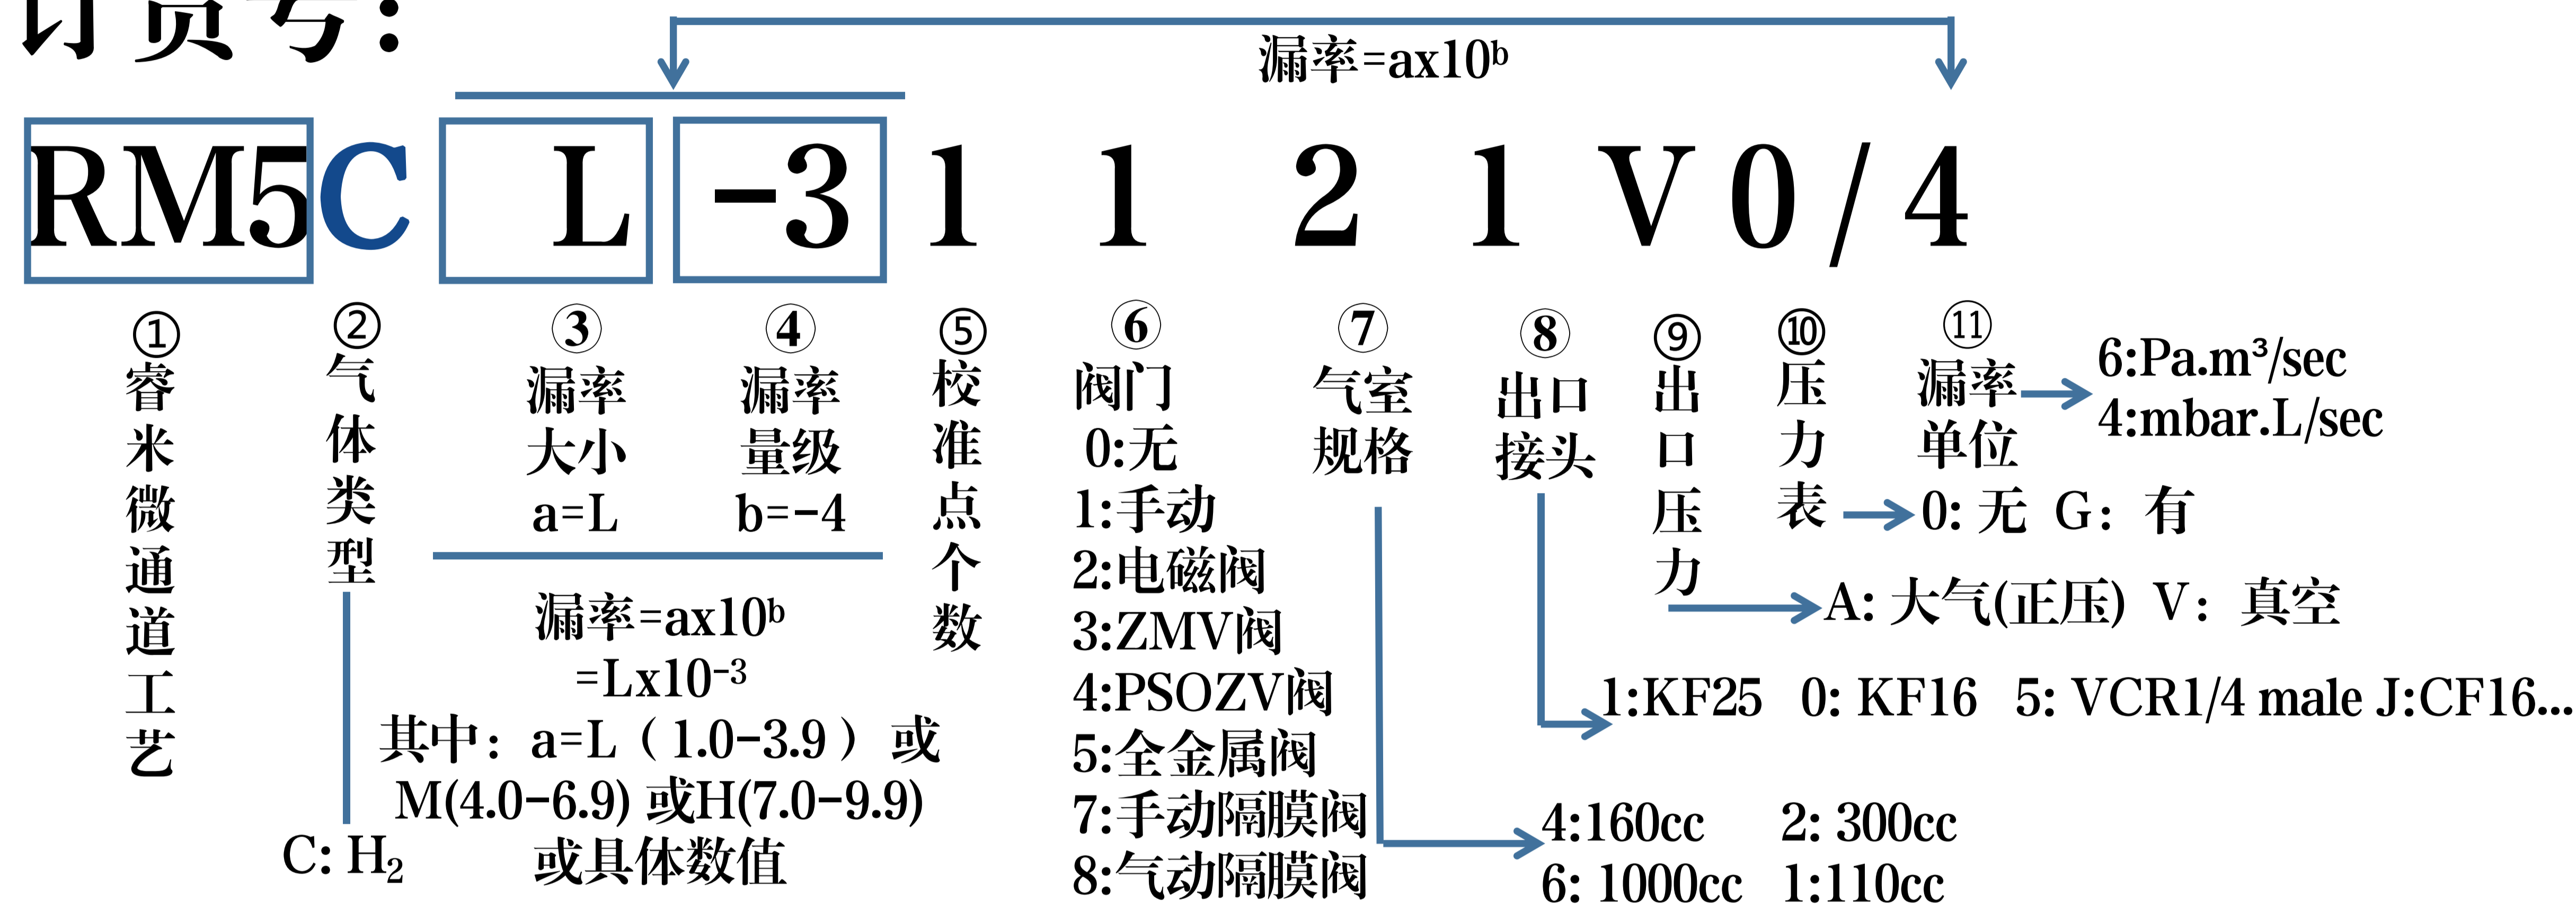 订货号:
漏率=ax10ᵇ
RM5C L -3 1 1 2 1 V 0 / 4
① 睿米微通道工艺
② 气体类型
C: H₂
③ 漏率
大小
a=L
④ 漏率
量级
b=-4
漏率=ax10ᵇ
=Lx10⁻³
其中: a=L (1.0-3.9) 或
M(4.0-6.9) 或H(7.0-9.9)
或具体数值
⑤ 校准点个数
⑥
阀门
0:无
1:手动
2:电磁阀
3:ZMV阀
4:PSOZV阀
5:全金属阀
7:手动隔膜阀
8:气动隔膜阀
⑦
气室
规格
4:160cc 2: 300cc
6: 1000cc 1:110cc
⑧
出口
接头
1:KF25 0: KF16 5: VCR1/4 male J:CF16...
⑨ 出口压力
A: 大气(正压) V: 真空
⑩ 压力表
0: 无 G: 有
⑪
漏率
单位
6:Pa.m³/sec
4:mbar.L/sec